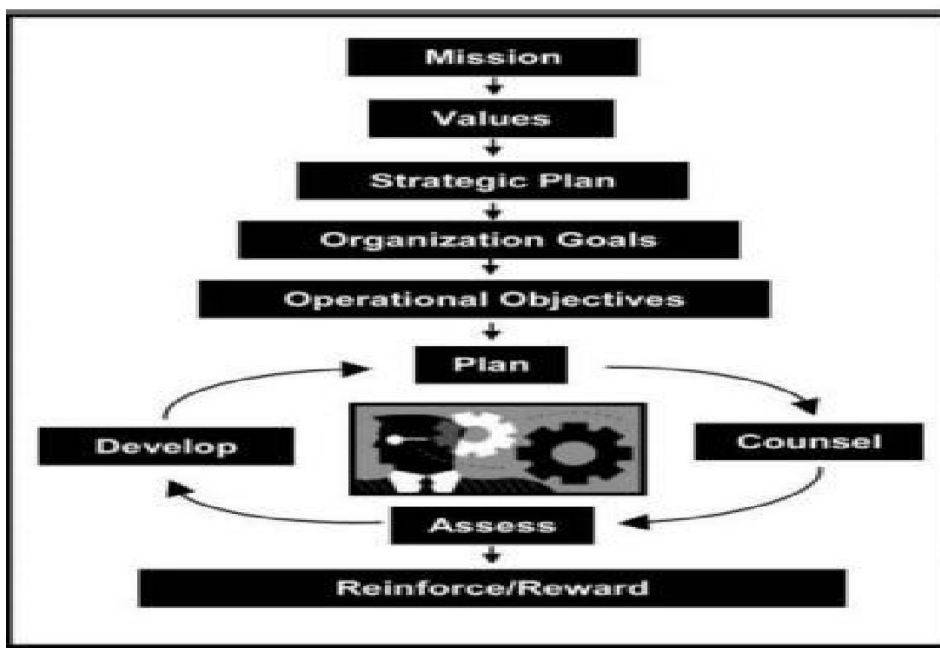 Mission
Values
Strategic Plan
Organization Goals
Operational Objectives
Plan
Develop
Counsel
Assess
Reinforce/Reward